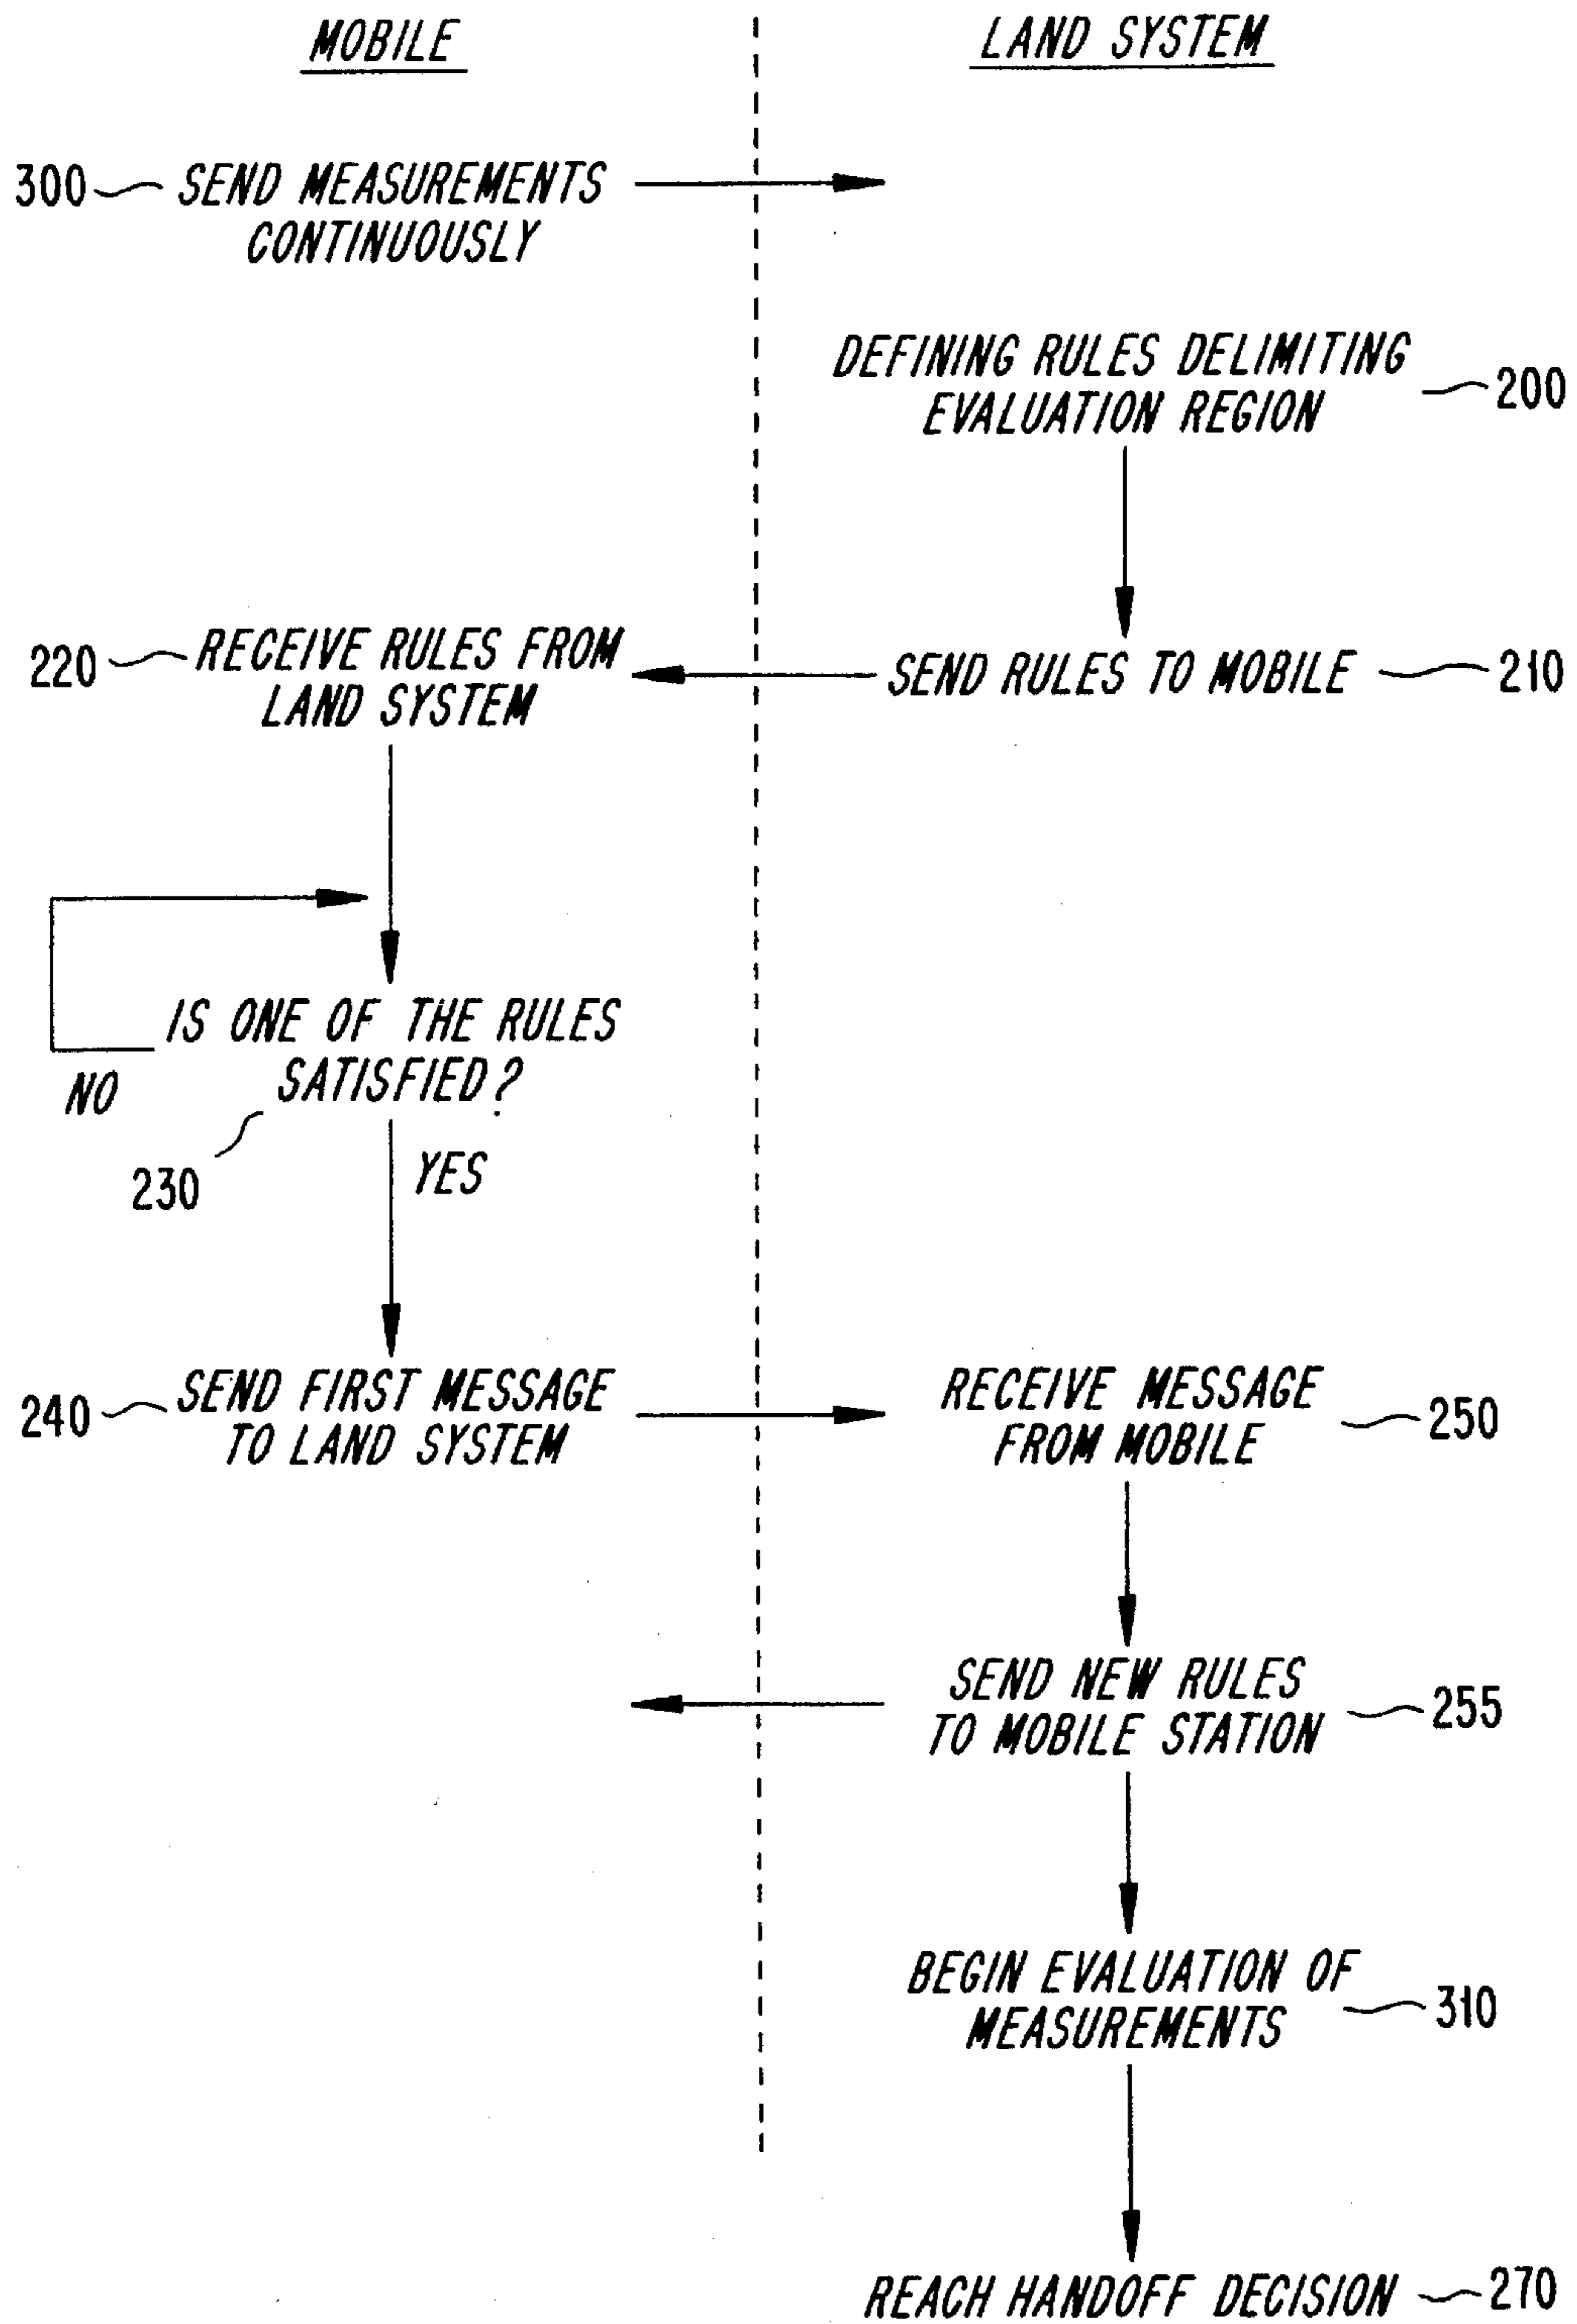 MOBILE
LAND SYSTEM
300
SEND MEASUREMENTS
CONTINUOUSLY
DEFINING RULES DELIMITING
EVALUATION REGION
200
220
RECEIVE RULES FROM
LAND SYSTEM
SEND RULES TO MOBILE
210
IS ONE OF THE RULES
SATISFIED?
NO
230
YES
240
SEND FIRST MESSAGE
TO LAND SYSTEM
RECEIVE MESSAGE
FROM MOBILE
250
SEND NEW RULES
TO MOBILE STATION
255
BEGIN EVALUATION OF
MEASUREMENTS
310
REACH HANDOFF DECISION
270